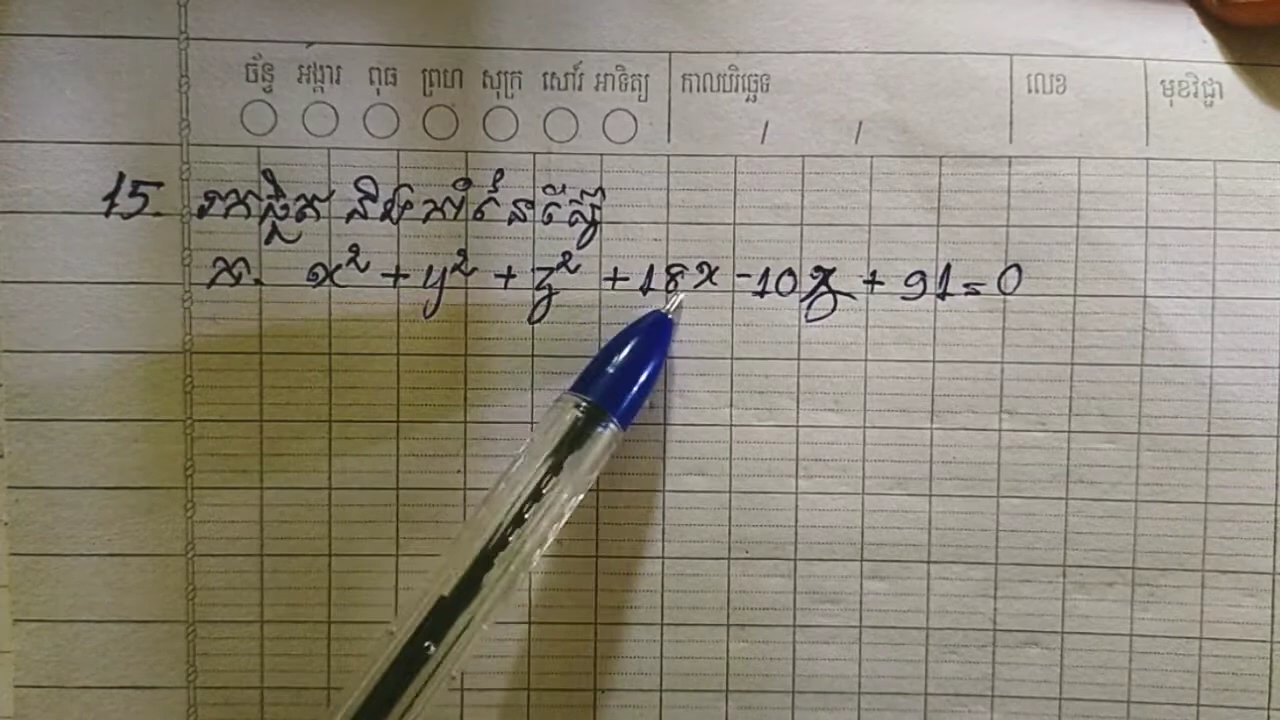 ច័ន្ទ អង្គារ ពុធ ព្រហ សុក្រ សៅរ៍ អាទិត្យ កាលបរិច្ឆេទ លេខ មុខវិជ្ជា
/ /
15. រកផ្ចិត និងកាំនៃស្វ៊ែ
ក. x² + y² + z² + 18x - 10z + 91 = 0